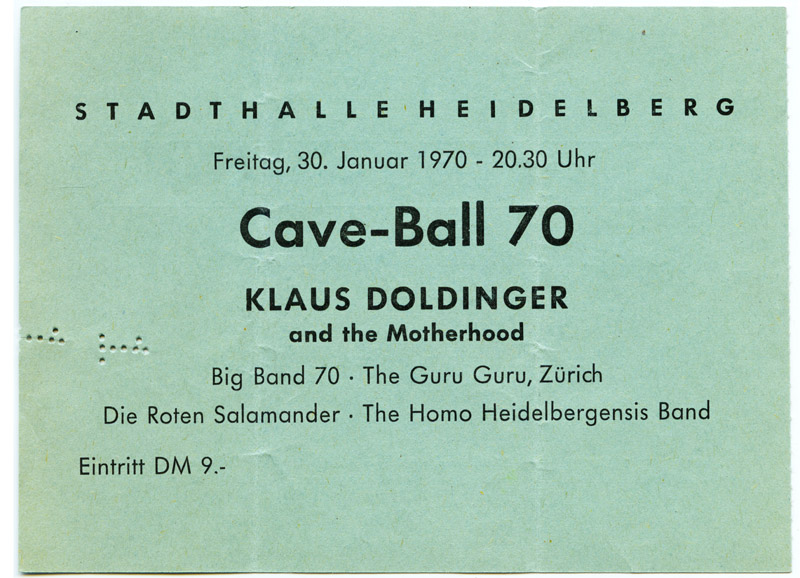 STADTHALLE HEIDELBERG
Freitag, 30. Januar 1970 - 20.30 Uhr
Cave-Ball 70
KLAUS DOLDINGER
and the Motherhood
Big Band 70 · The Guru Guru, Zürich
Die Roten Salamander · The Homo Heidelbergensis Band
Eintritt DM 9.-